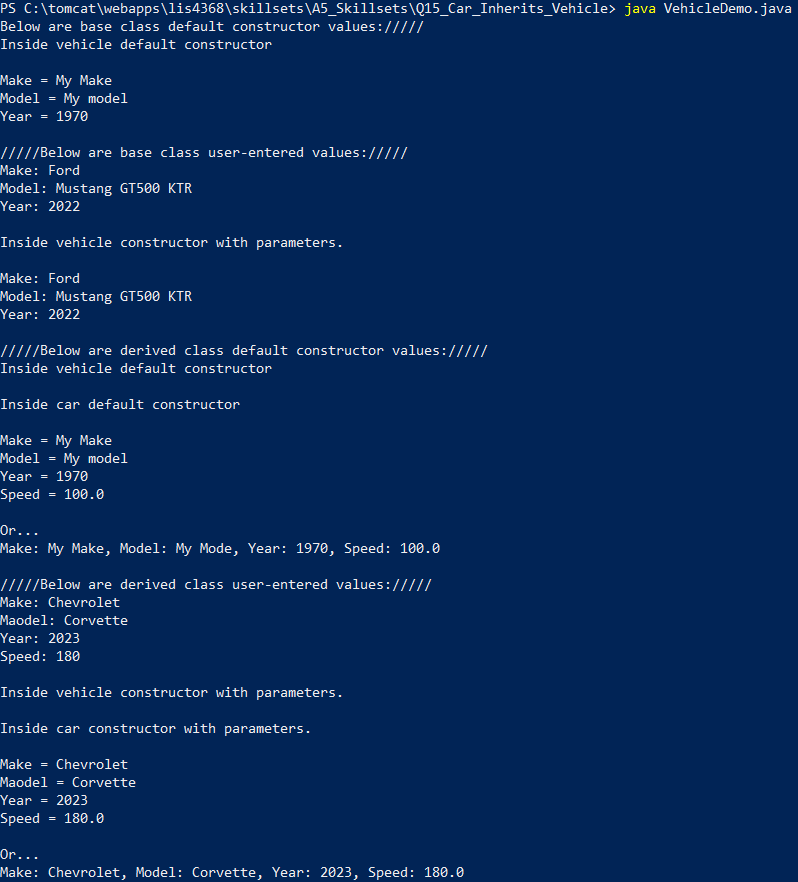 PS C:\tomcat\webapps\lis4368\skillsets\A5_Skillsets\Q15_Car_Inherits_Vehicle> java VehicleDemo.java
Below are base class default constructor values://///
Inside vehicle default constructor
Make = My Make
Model = My model
Year = 1970
/////Below are base class user-entered values://///
Make: Ford
Model: Mustang GT500 KTR
Year: 2022
Inside vehicle constructor with parameters.
Make: Ford
Model: Mustang GT500 KTR
Year: 2022
/////Below are derived class default constructor values://///
Inside vehicle default constructor
Inside car default constructor
Make = My Make
Model = My model
Year = 1970
Speed = 100.0
Or...
Make: My Make, Model: My Mode, Year: 1970, Speed: 100.0
/////Below are derived class user-entered values://///
Make: Chevrolet
Maodel: Corvette
Year: 2023
Speed: 180
Inside vehicle constructor with parameters.
Inside car constructor with parameters.
Make = Chevrolet
Maodel = Corvette
Year = 2023
Speed = 180.0
Or...
Make: Chevrolet, Model: Corvette, Year: 2023, Speed: 180.0